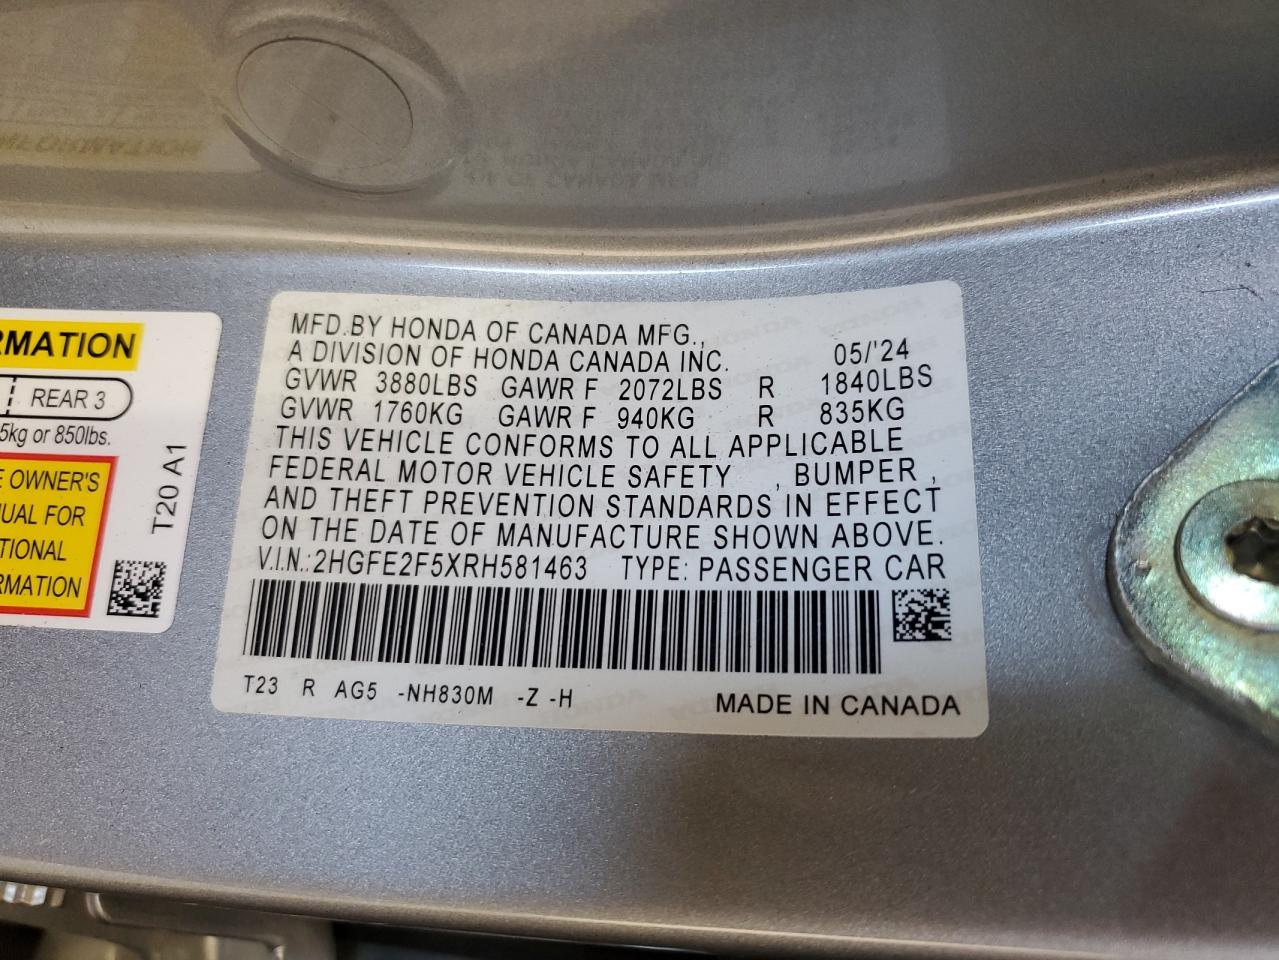 RMATION
REAR 3
5kg or 850lbs.
E OWNER'S
UAL FOR
TIONAL
RMATION
T20 A1
MFD.BY HONDA OF CANADA MFG.,
A DIVISION OF HONDA CANADA INC. 05/'24
GVWR 3880LBS GAWR F 2072LBS R 1840LBS
GVWR 1760KG GAWR F 940KG R 835KG
THIS VEHICLE CONFORMS TO ALL APPLICABLE
FEDERAL MOTOR VEHICLE SAFETY , BUMPER ,
AND THEFT PREVENTION STANDARDS IN EFFECT
ON THE DATE OF MANUFACTURE SHOWN ABOVE.
V.I.N.:2HGFE2F5XRH581463 TYPE: PASSENGER CAR
T23 R AG5 -NH830M -Z -H MADE IN CANADA